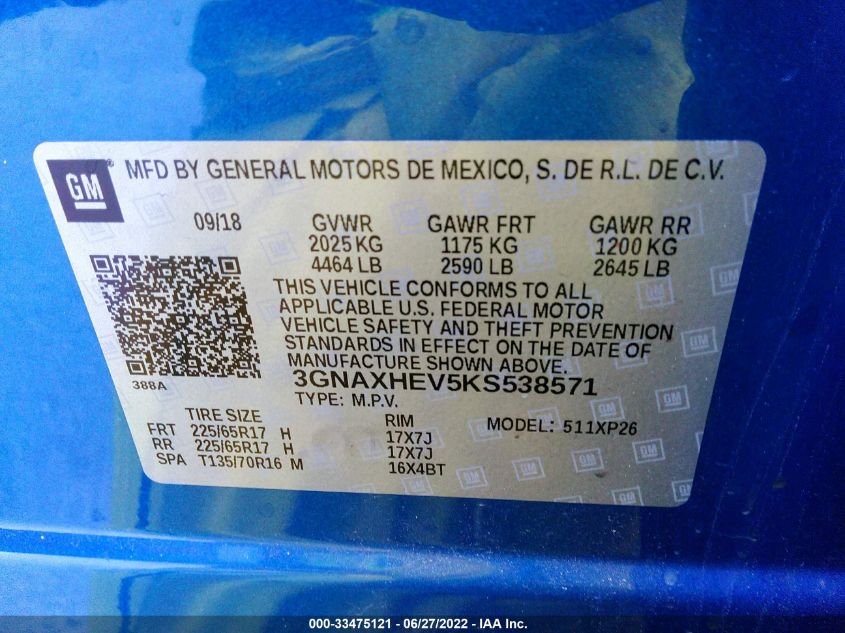 GM MFD BY GENERAL MOTORS DE MEXICO, S. DE R.L. DE C.V.
09/18 GVWR GAWR FRT GAWR RR
2025 KG 1175 KG 1200 KG
4464 LB 2590 LB 2645 LB
THIS VEHICLE CONFORMS TO ALL
APPLICABLE U.S. FEDERAL MOTOR
VEHICLE SAFETY AND THEFT PREVENTION
STANDARDS IN EFFECT ON THE DATE OF
MANUFACTURE SHOWN ABOVE.
388A 3GNAXHEV5KS538571
TYPE: M.P.V.
TIRE SIZE RIM MODEL: 511XP26
FRT 225/65R17 H 17X7J
RR 225/65R17 H 17X7J
SPA T135/70R16 M 16X4BT
000-33475121 - 06/27/2022 - IAA Inc.